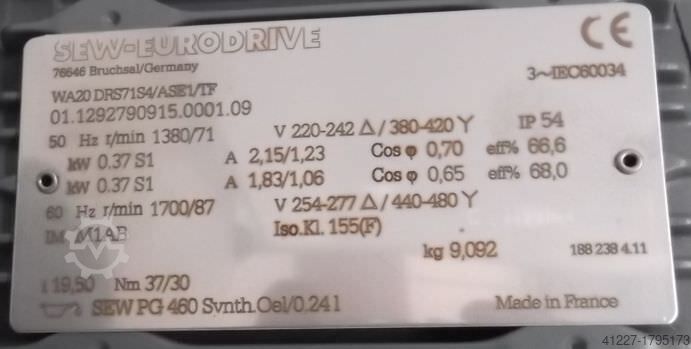 SEW-EURODRIVE
76646 Bruchsal/Germany
CE
3~IEC60034
WA20 DRS71S4/ASE1/TF
01.1292790915.0001.09
50 Hz r/min 1380/71 V 220-242 Δ/380-420 Y IP 54
kW 0.37 S1 A 2,15/1,23 Cos φ 0,70 eff% 66,6
kW 0.37 S1 A 1,83/1,06 Cos φ 0,65 eff% 68,0
60 Hz r/min 1700/87 V 254-277 Δ/440-480 Y
IM M1AB Iso.Kl. 155(F)
kg 9,092 188 238 4.11
i 19,50 Nm 37/30
SEW PG 460 Synth.Oel/0.24 l
Made in France
41227-1795173